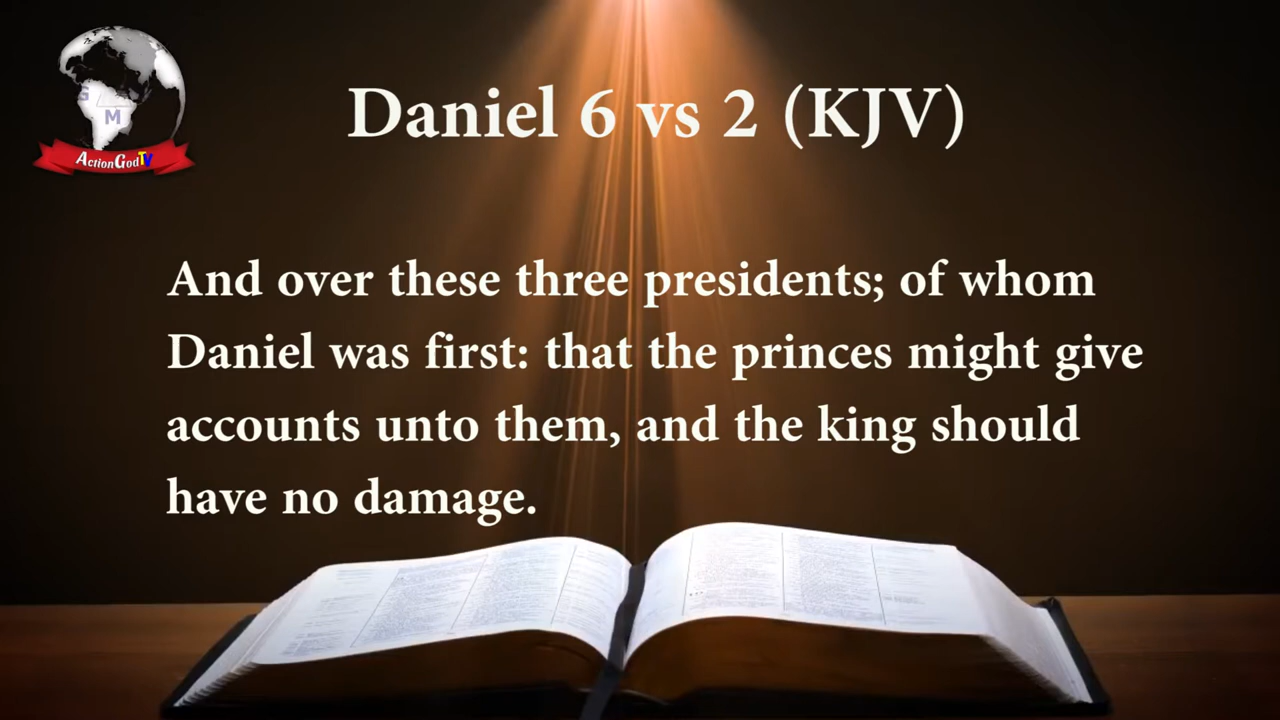 G
M
ActionGodTV
Daniel 6 vs 2 (KJV)
And over these three presidents; of whom
Daniel was first: that the princes might give
accounts unto them, and the king should
have no damage.